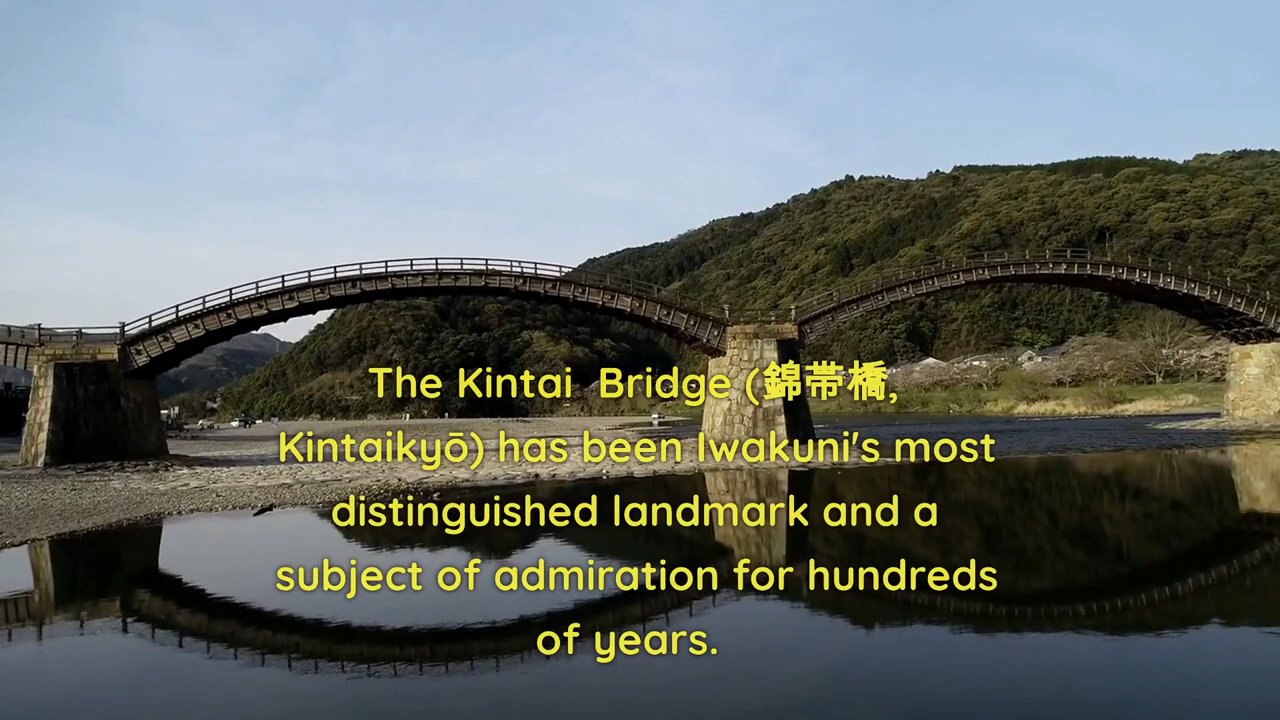 The Kintai  Bridge (錦帯橋,
Kintaikyō) has been Iwakuni's most
distinguished landmark and a
subject of admiration for hundreds
of years.